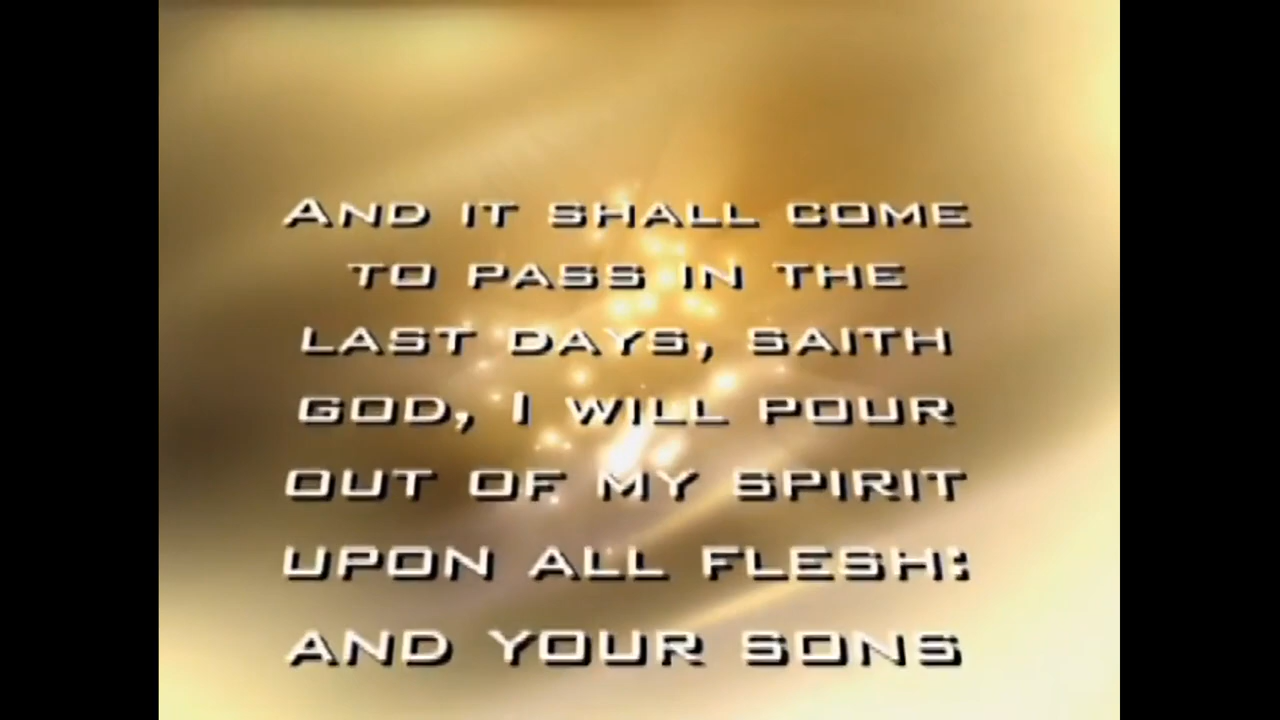 AND IT SHALL COME
TO PASS IN THE
LAST DAYS, SAITH
GOD, I WILL POUR
OUT OF MY SPIRIT
UPON ALL FLESH:
AND YOUR SONS